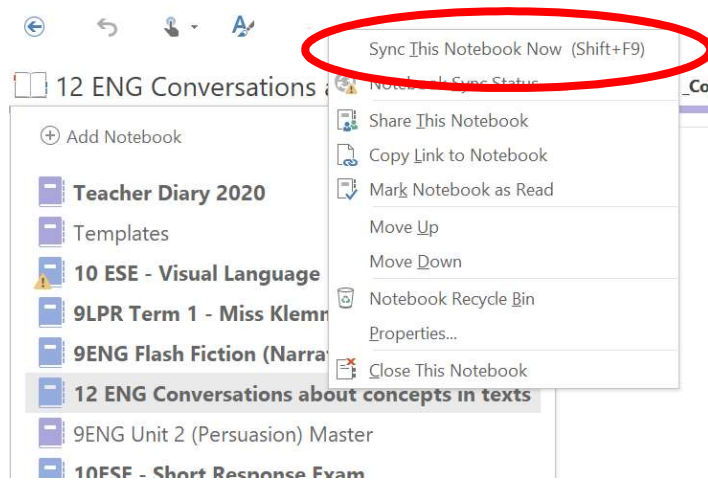 Sync This Notebook Now (Shift+F9)
12 ENG Conversations
Notebook Sync Status
_Co
Add Notebook
Share This Notebook
Copy Link to Notebook
Teacher Diary 2020
Mark Notebook as Read
Templates
Move Up
Move Down
10 ESE - Visual Language
Notebook Recycle Bin
9LPR Term 1 - Miss Klemm
Properties...
9ENG Flash Fiction (Narra
Close This Notebook
12 ENG Conversations about concepts in texts
9ENG Unit 2 (Persuasion) Master
10ESE - Short Response Exam